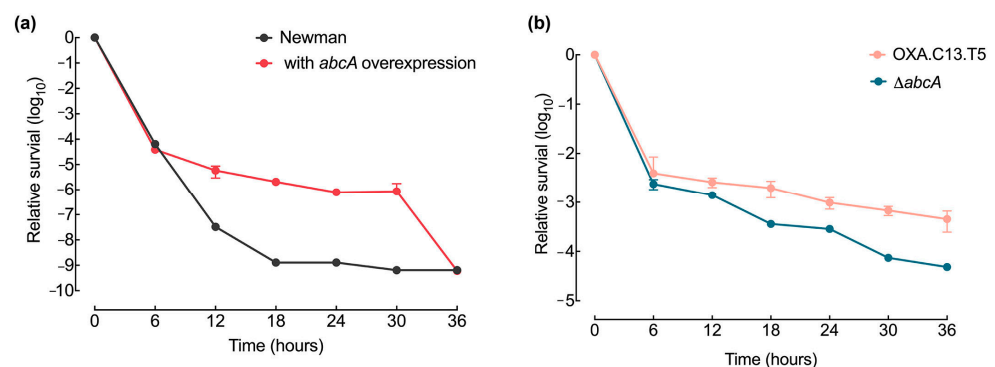 (a)
Newman
with abcA overexpression
Relative survial (log10)
0
−1
−2
−3
−4
−5
−6
−7
−8
−9
−10
0 6 12 18 24 30 36
Time (hours)
(b)
OXA.C13.T5
ΔabcA
Relative survial (log10)
0
−1
−2
−3
−4
−5
0 6 12 18 24 30 36
Time (hours)